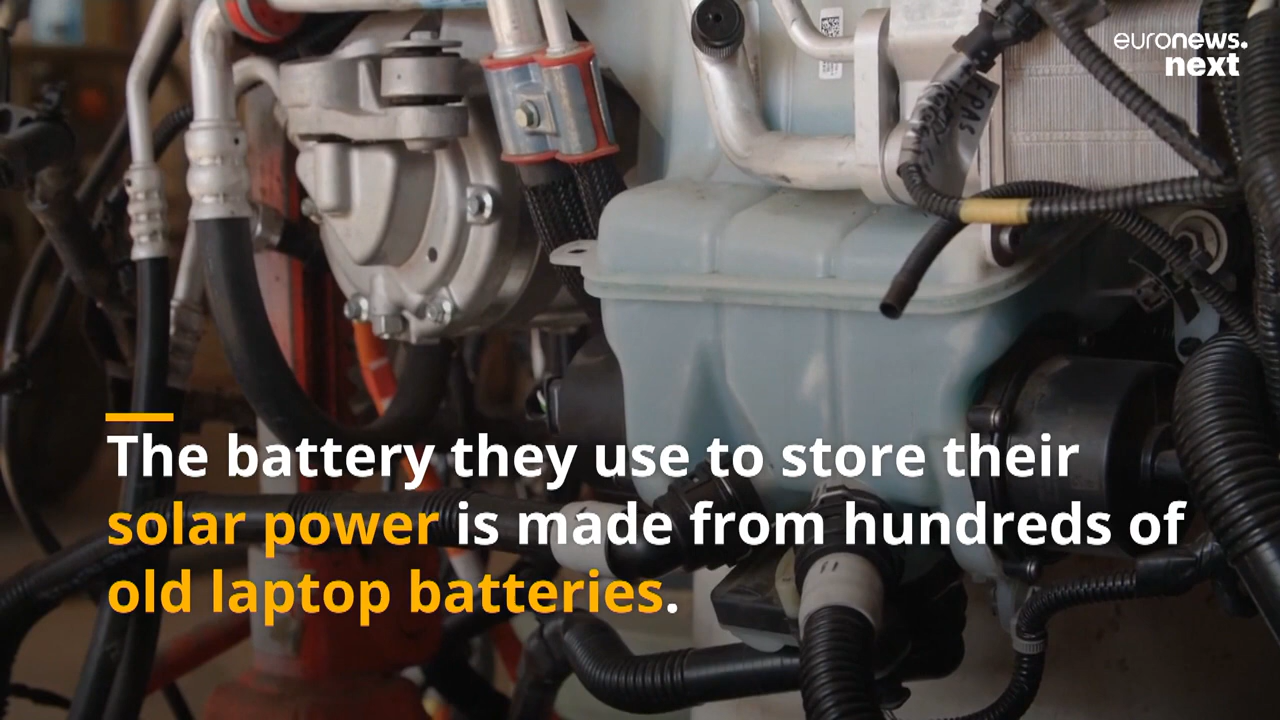 euronews.
next
EPAS
The battery they use to store their
solar power is made from hundreds of
old laptop batteries.